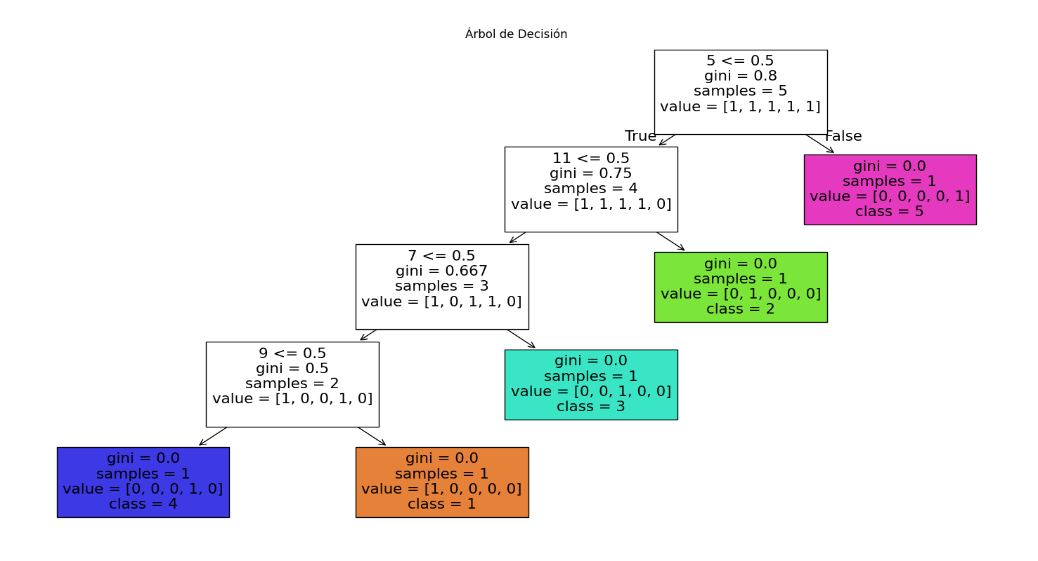 Árbol de Decisión
5 <= 0.5
gini = 0.8
samples = 5
value = [1, 1, 1, 1, 1]
True
False
11 <= 0.5
gini = 0.75
samples = 4
value = [1, 1, 1, 1, 0]
gini = 0.0
samples = 1
value = [0, 0, 0, 0, 1]
class = 5
7 <= 0.5
gini = 0.667
samples = 3
value = [1, 0, 1, 1, 0]
gini = 0.0
samples = 1
value = [0, 1, 0, 0, 0]
class = 2
9 <= 0.5
gini = 0.5
samples = 2
value = [1, 0, 0, 1, 0]
gini = 0.0
samples = 1
value = [0, 0, 1, 0, 0]
class = 3
gini = 0.0
samples = 1
value = [0, 0, 0, 1, 0]
class = 4
gini = 0.0
samples = 1
value = [1, 0, 0, 0, 0]
class = 1